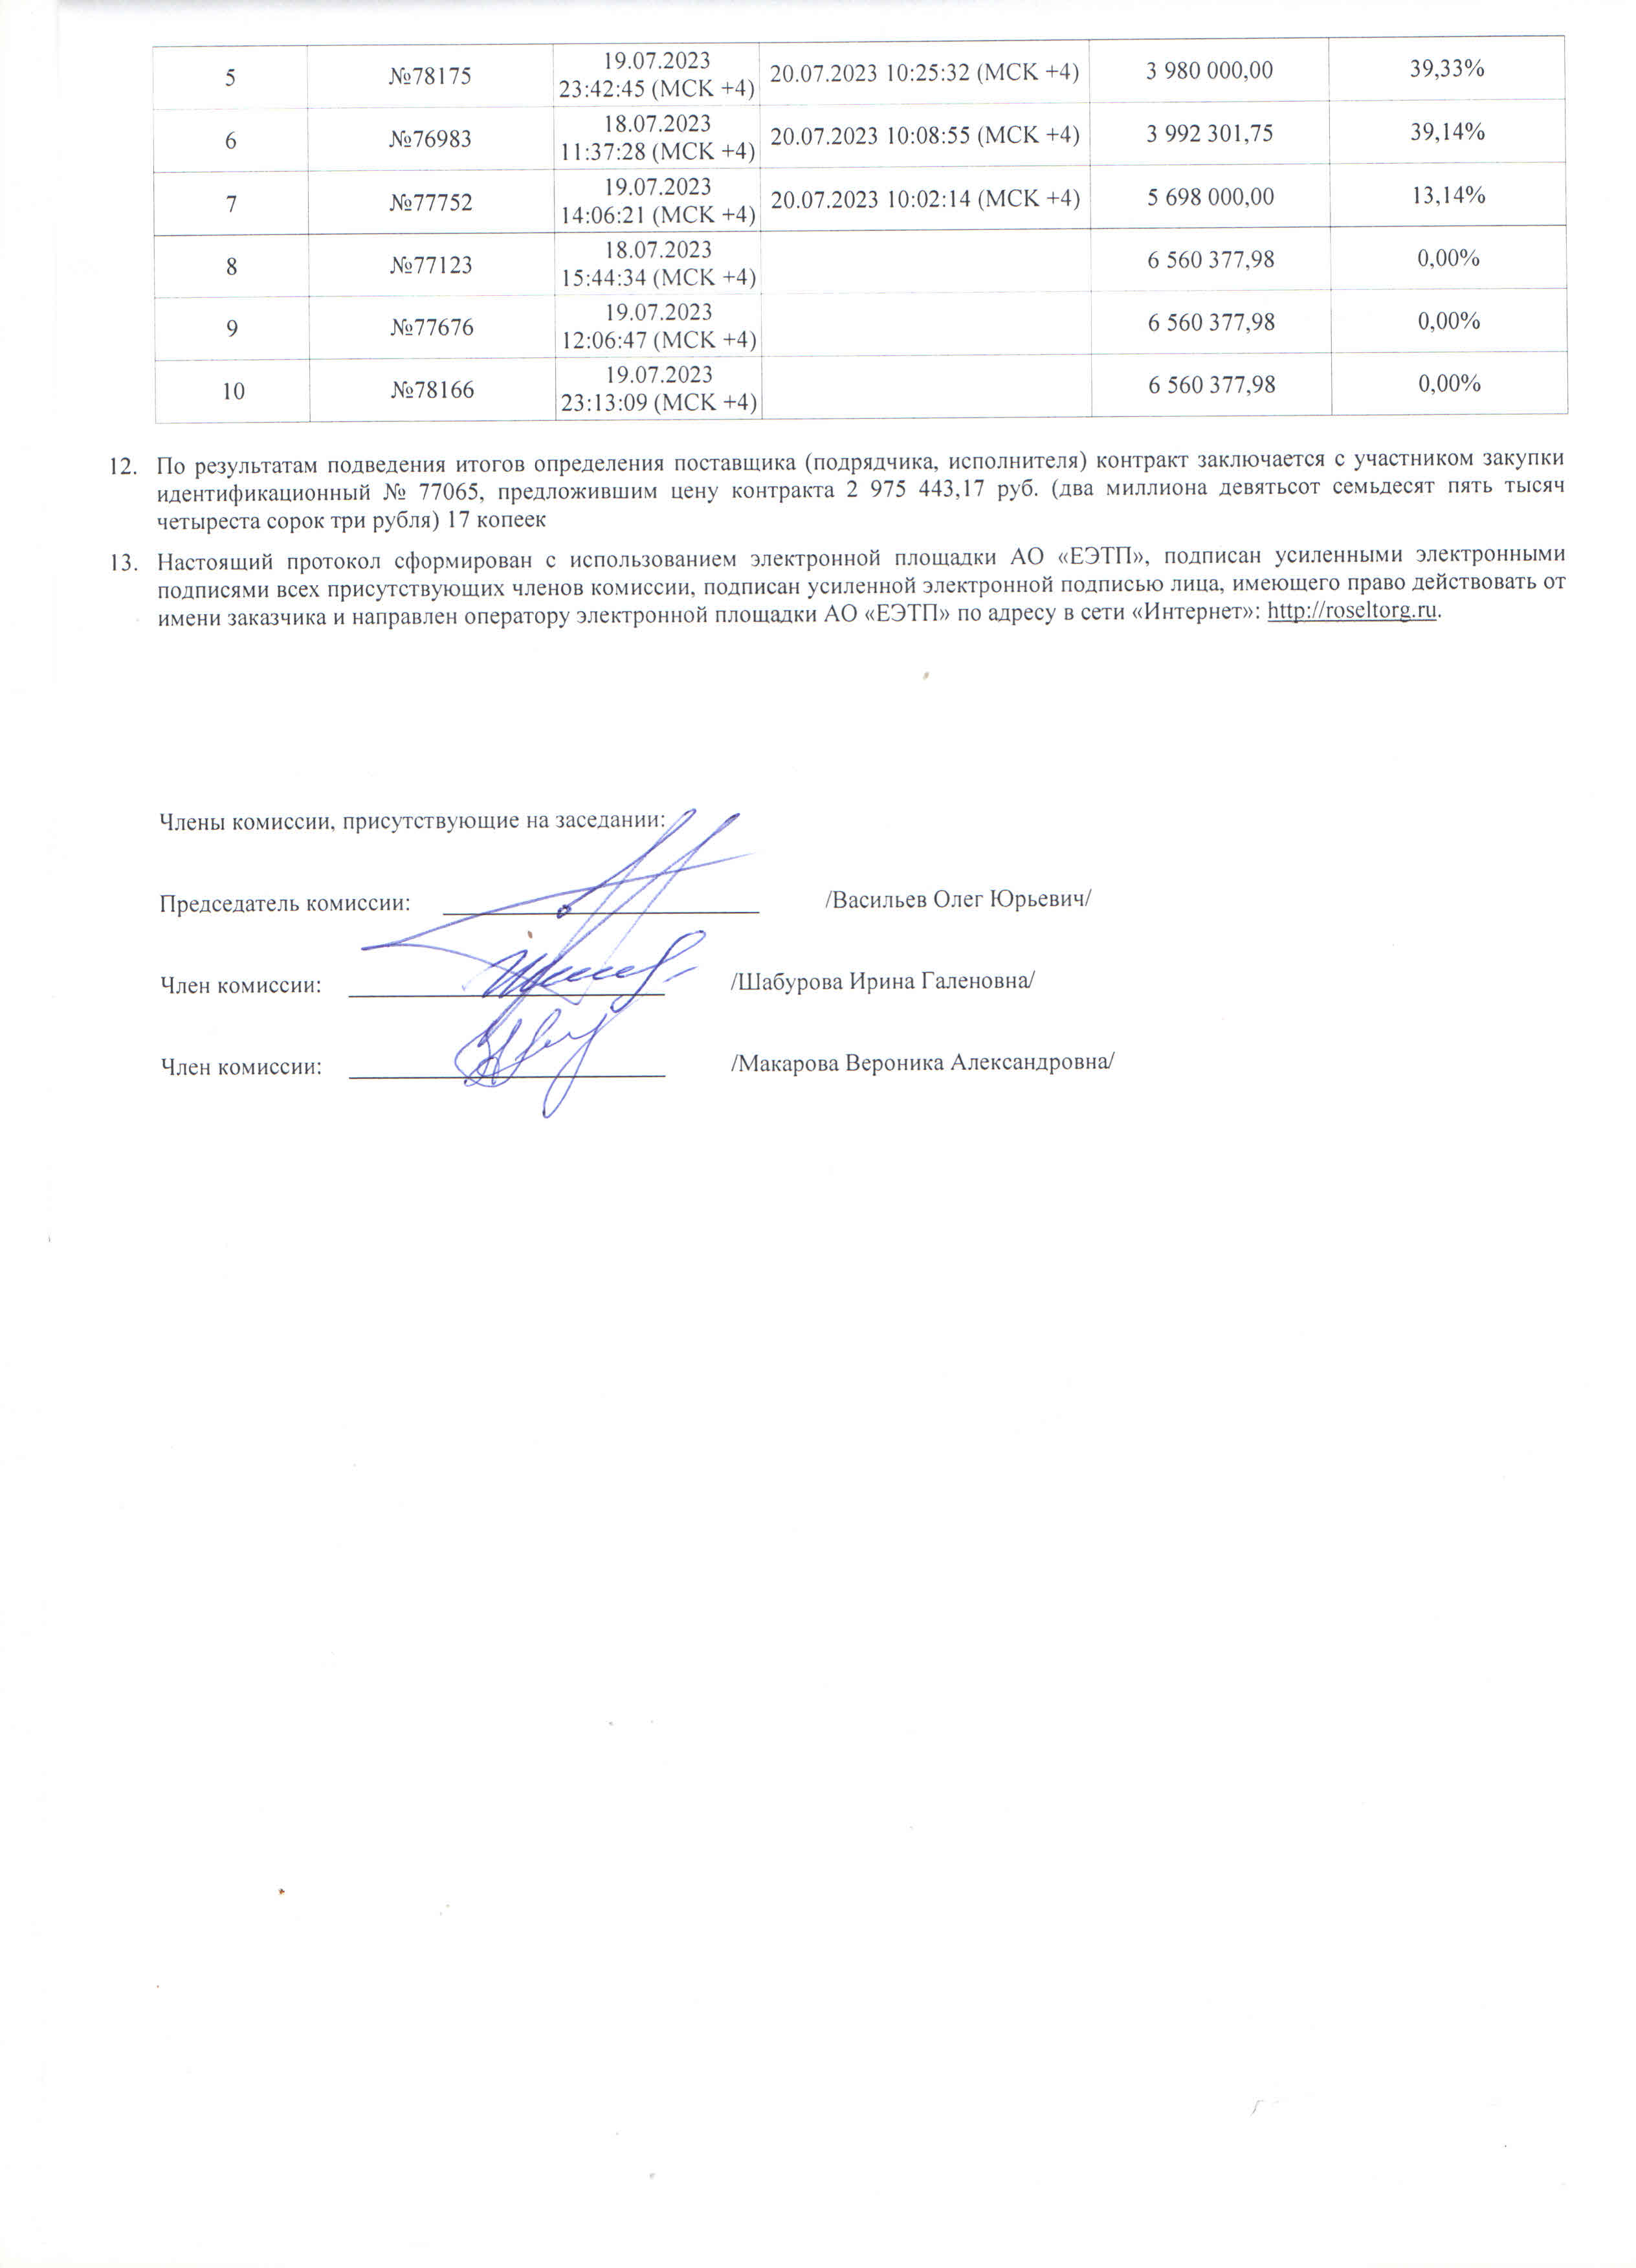 5 №78175 19.07.2023 23:42:45 (МСК +4) 20.07.2023 10:25:32 (МСК +4) 3 980 000,00 39,33%
6 №76983 18.07.2023 11:37:28 (МСК +4) 20.07.2023 10:08:55 (МСК +4) 3 992 301,75 39,14%
7 №77752 19.07.2023 14:06:21 (МСК +4) 20.07.2023 10:02:14 (МСК +4) 5 698 000,00 13,14%
8 №77123 18.07.2023 15:44:34 (МСК +4) 6 560 377,98 0,00%
9 №77676 19.07.2023 12:06:47 (МСК +4) 6 560 377,98 0,00%
10 №78166 19.07.2023 23:13:09 (МСК +4) 6 560 377,98 0,00%
12. По результатам подведения итогов определения поставщика (подрядчика, исполнителя) контракт заключается с участником закупки
идентификационный № 77065, предложившим цену контракта 2 975 443,17 руб. (два миллиона девятьсот семьдесят пять тысяч
четыреста сорок три рубля) 17 копеек
13. Настоящий протокол сформирован с использованием электронной площадки АО «ЕЭТП», подписан усиленными электронными
подписями всех присутствующих членов комиссии, подписан усиленной электронной подписью лица, имеющего право действовать от
имени заказчика и направлен оператору электронной площадки АО «ЕЭТП» по адресу в сети «Интернет»: http://roseltorg.ru.
Члены комиссии, присутствующие на заседании:
Председатель комиссии: /Васильев Олег Юрьевич/
Член комиссии: /Шабурова Ирина Галеновна/
Член комиссии: /Макарова Вероника Александровна/